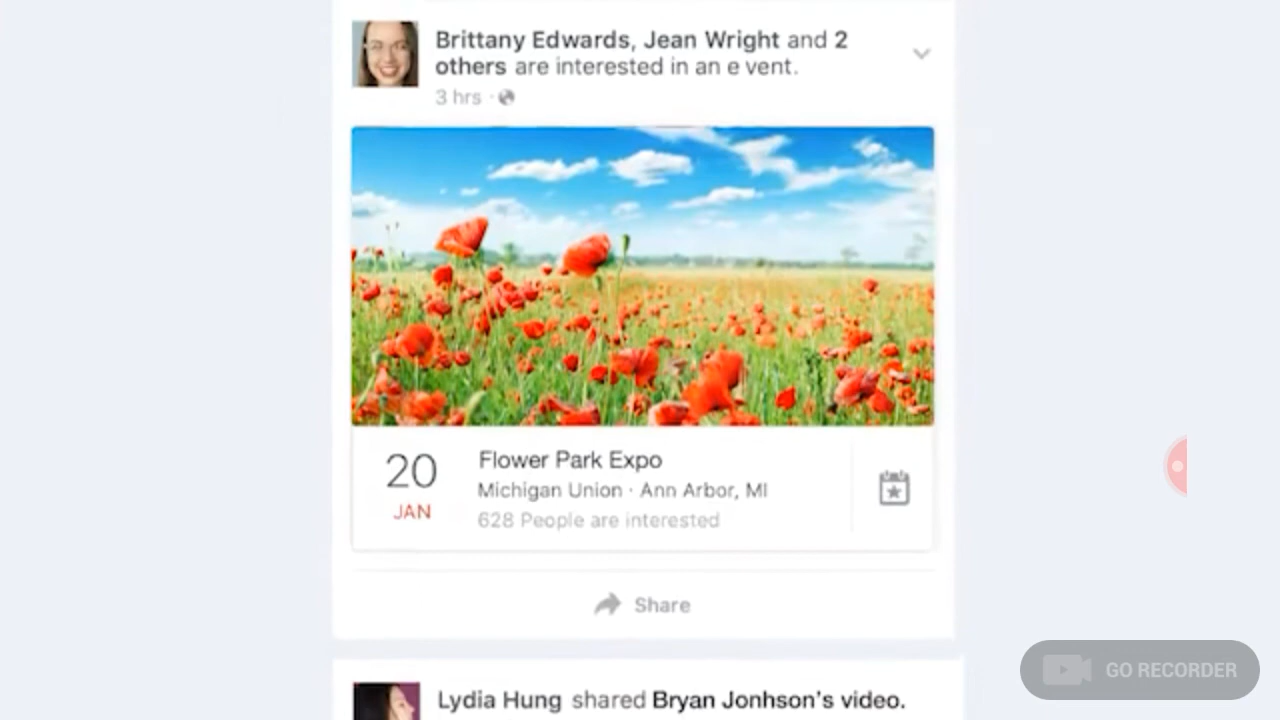 Brittany Edwards, Jean Wright and 2
others are interested in an event.
3 hrs ·
20
JAN
Flower Park Expo
Michigan Union · Ann Arbor, MI
628 People are interested
Share
GO RECORDER
Lydia Hung shared Bryan Jonhson's video.